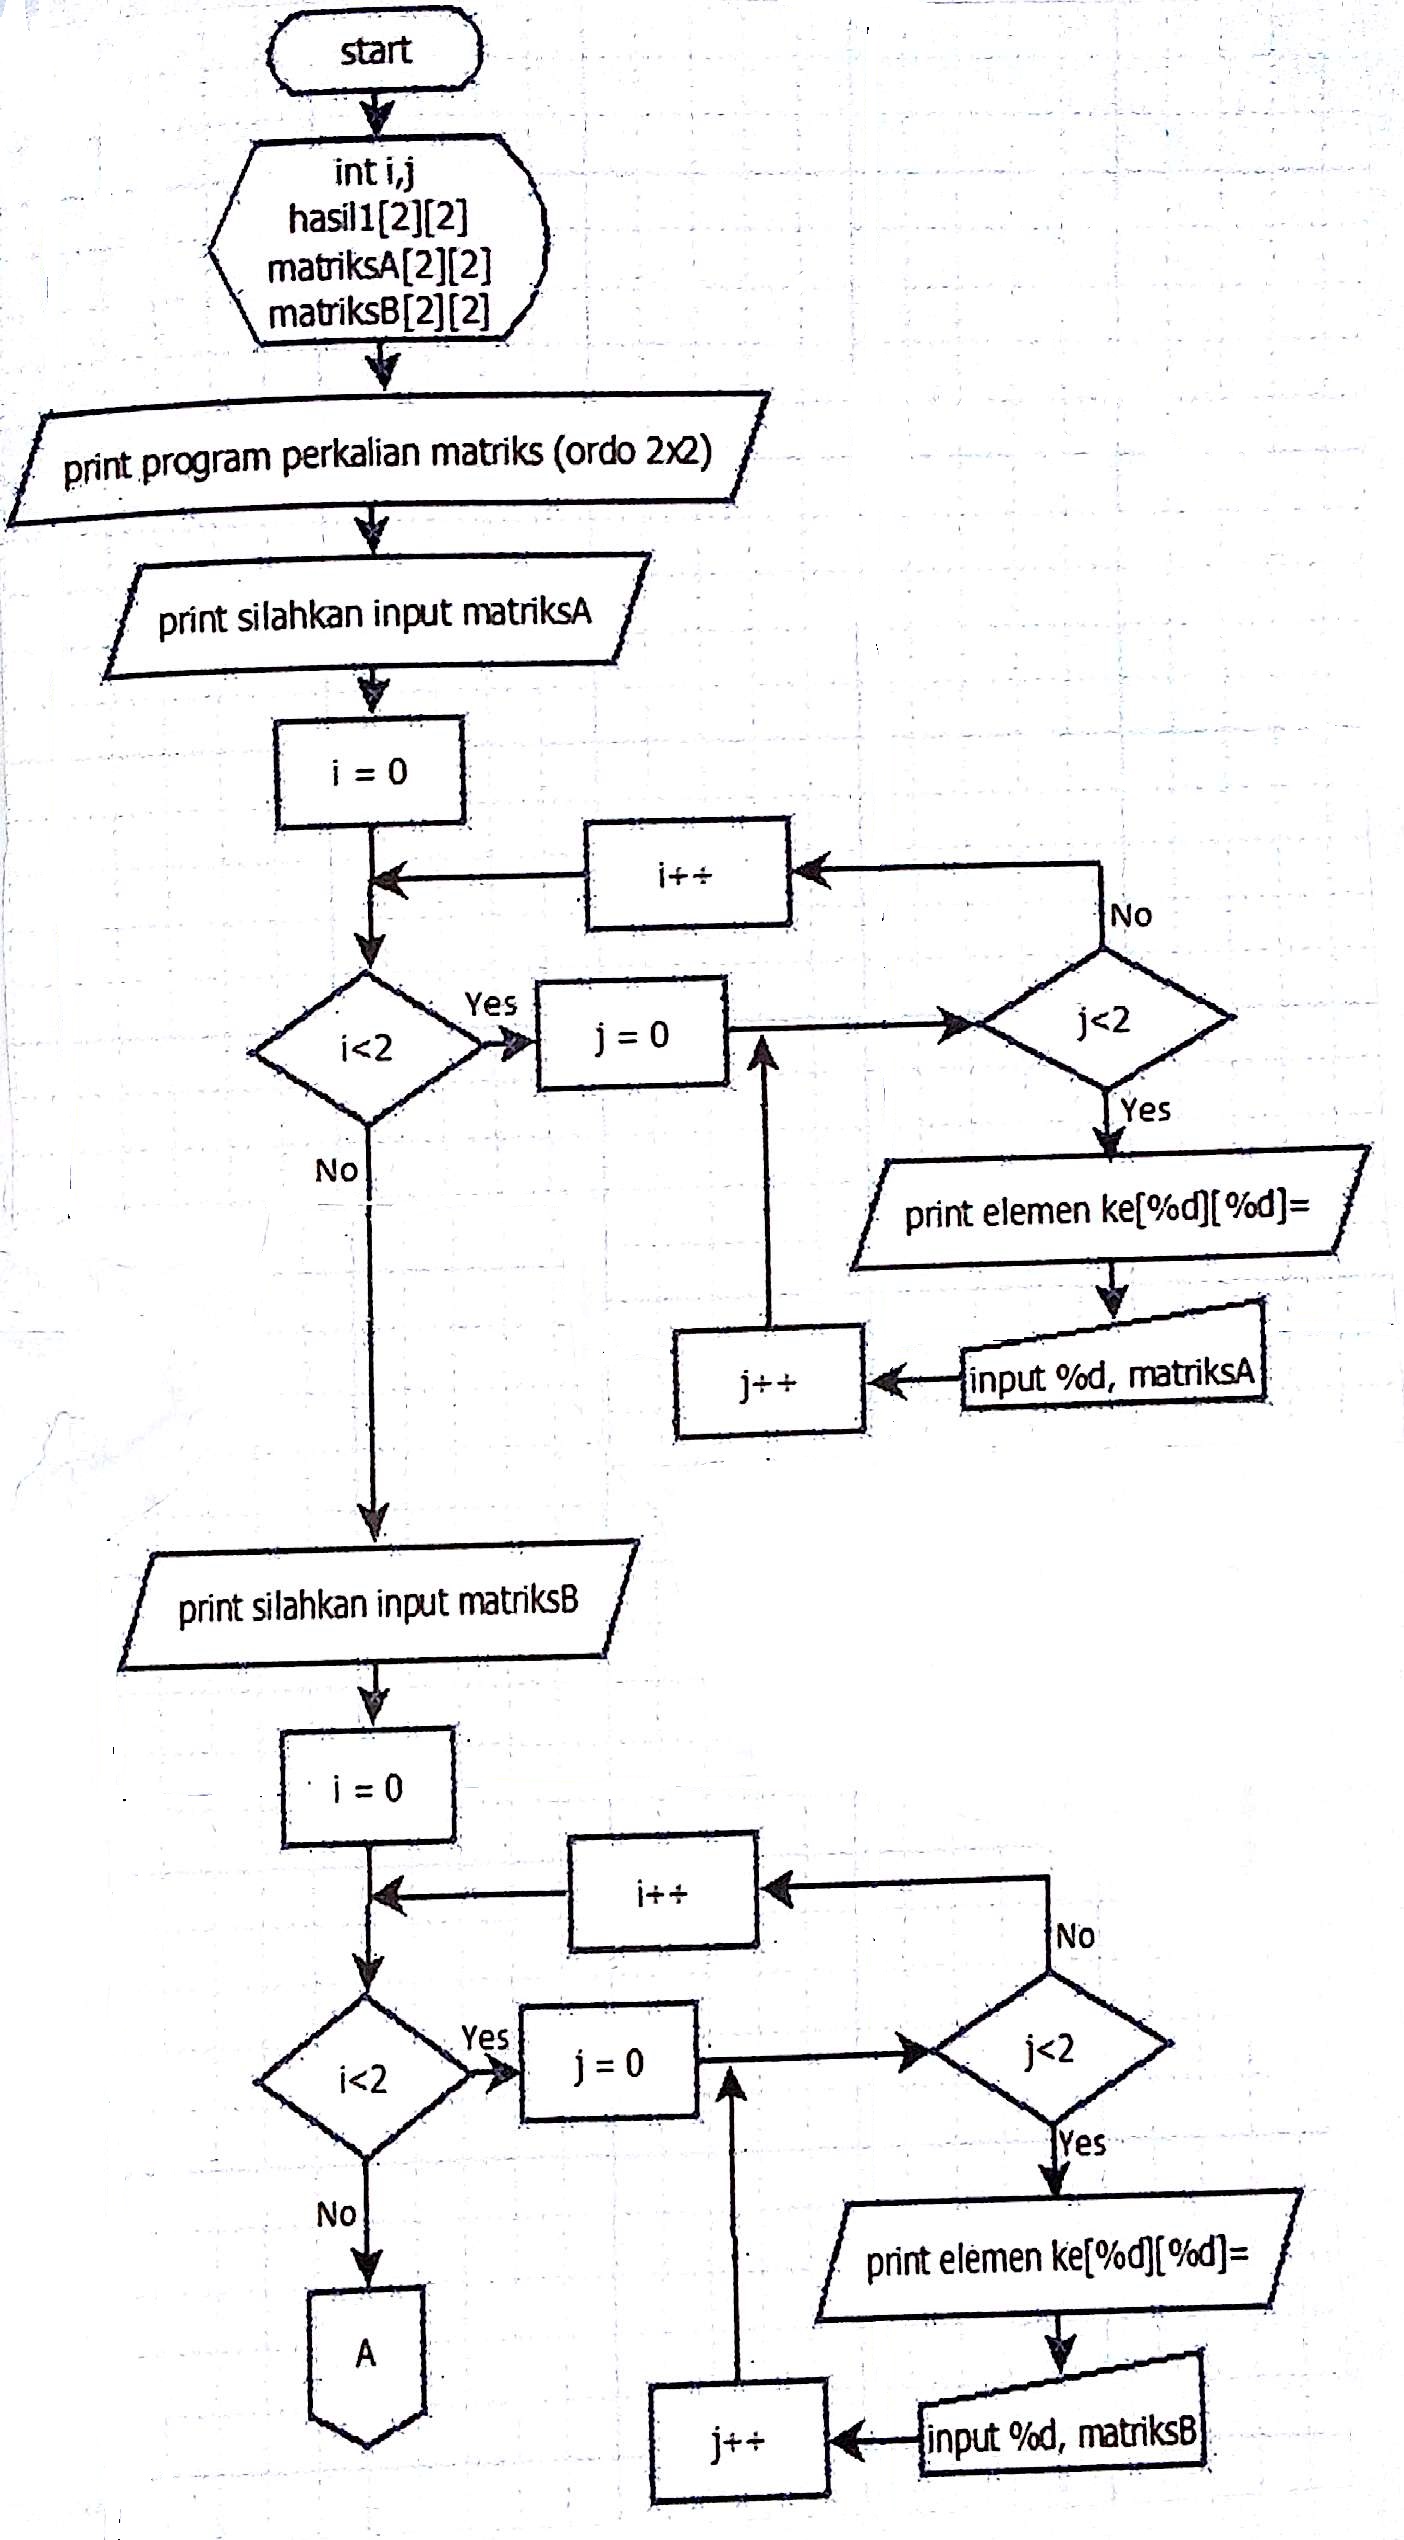 start
int i,j
hasil1[2][2]
matriksA[2][2]
matriksB[2][2]
print program perkalian matriks (ordo 2x2)
print silahkan input matriksA
i = 0
i++
No
i<2
Yes
j = 0
j<2
Yes
No
print elemen ke[%d][%d]=
input %d, matriksA
j++
print silahkan input matriksB
i = 0
i++
No
i<2
Yes
j = 0
j<2
Yes
No
print elemen ke[%d][%d]=
A
input %d, matriksB
j++